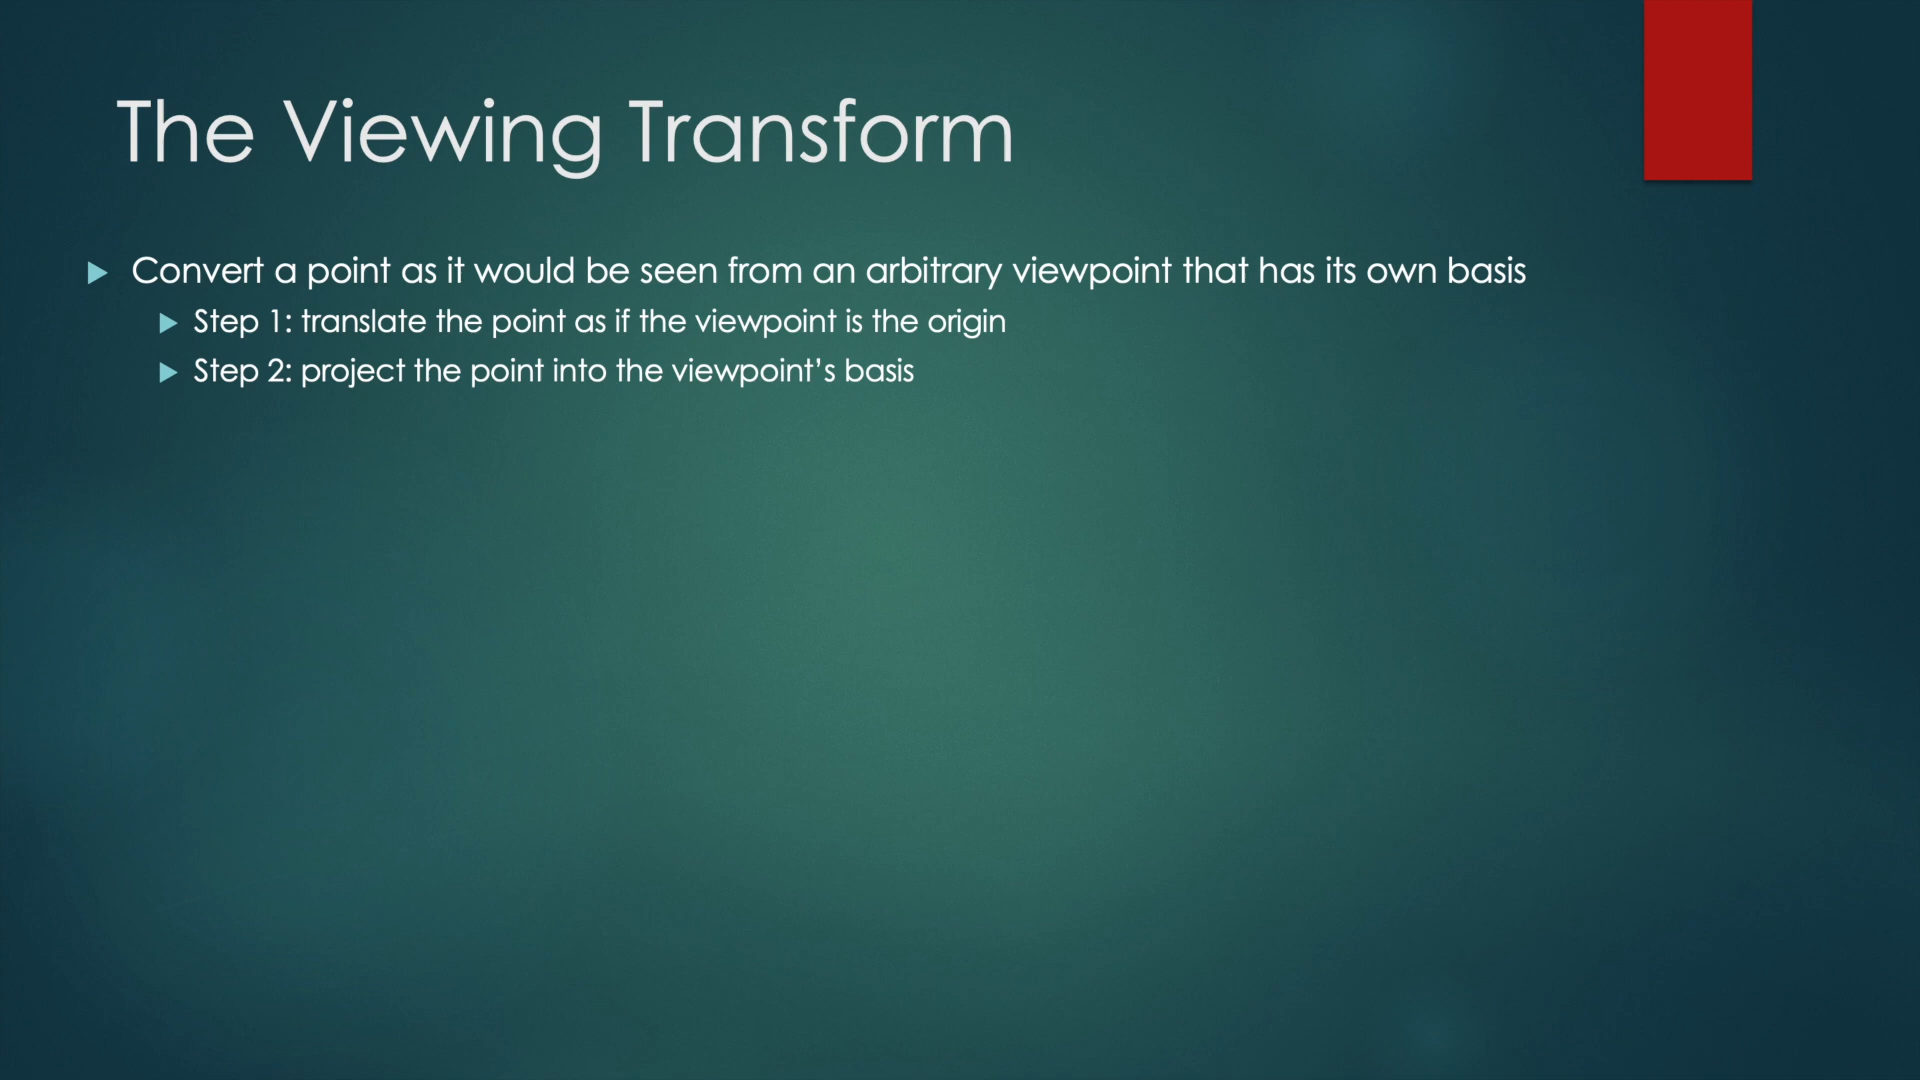 The Viewing Transform
Convert a point as it would be seen from an arbitrary viewpoint that has its own basis
Step 1: translate the point as if the viewpoint is the origin
Step 2: project the point into the viewpoint’s basis